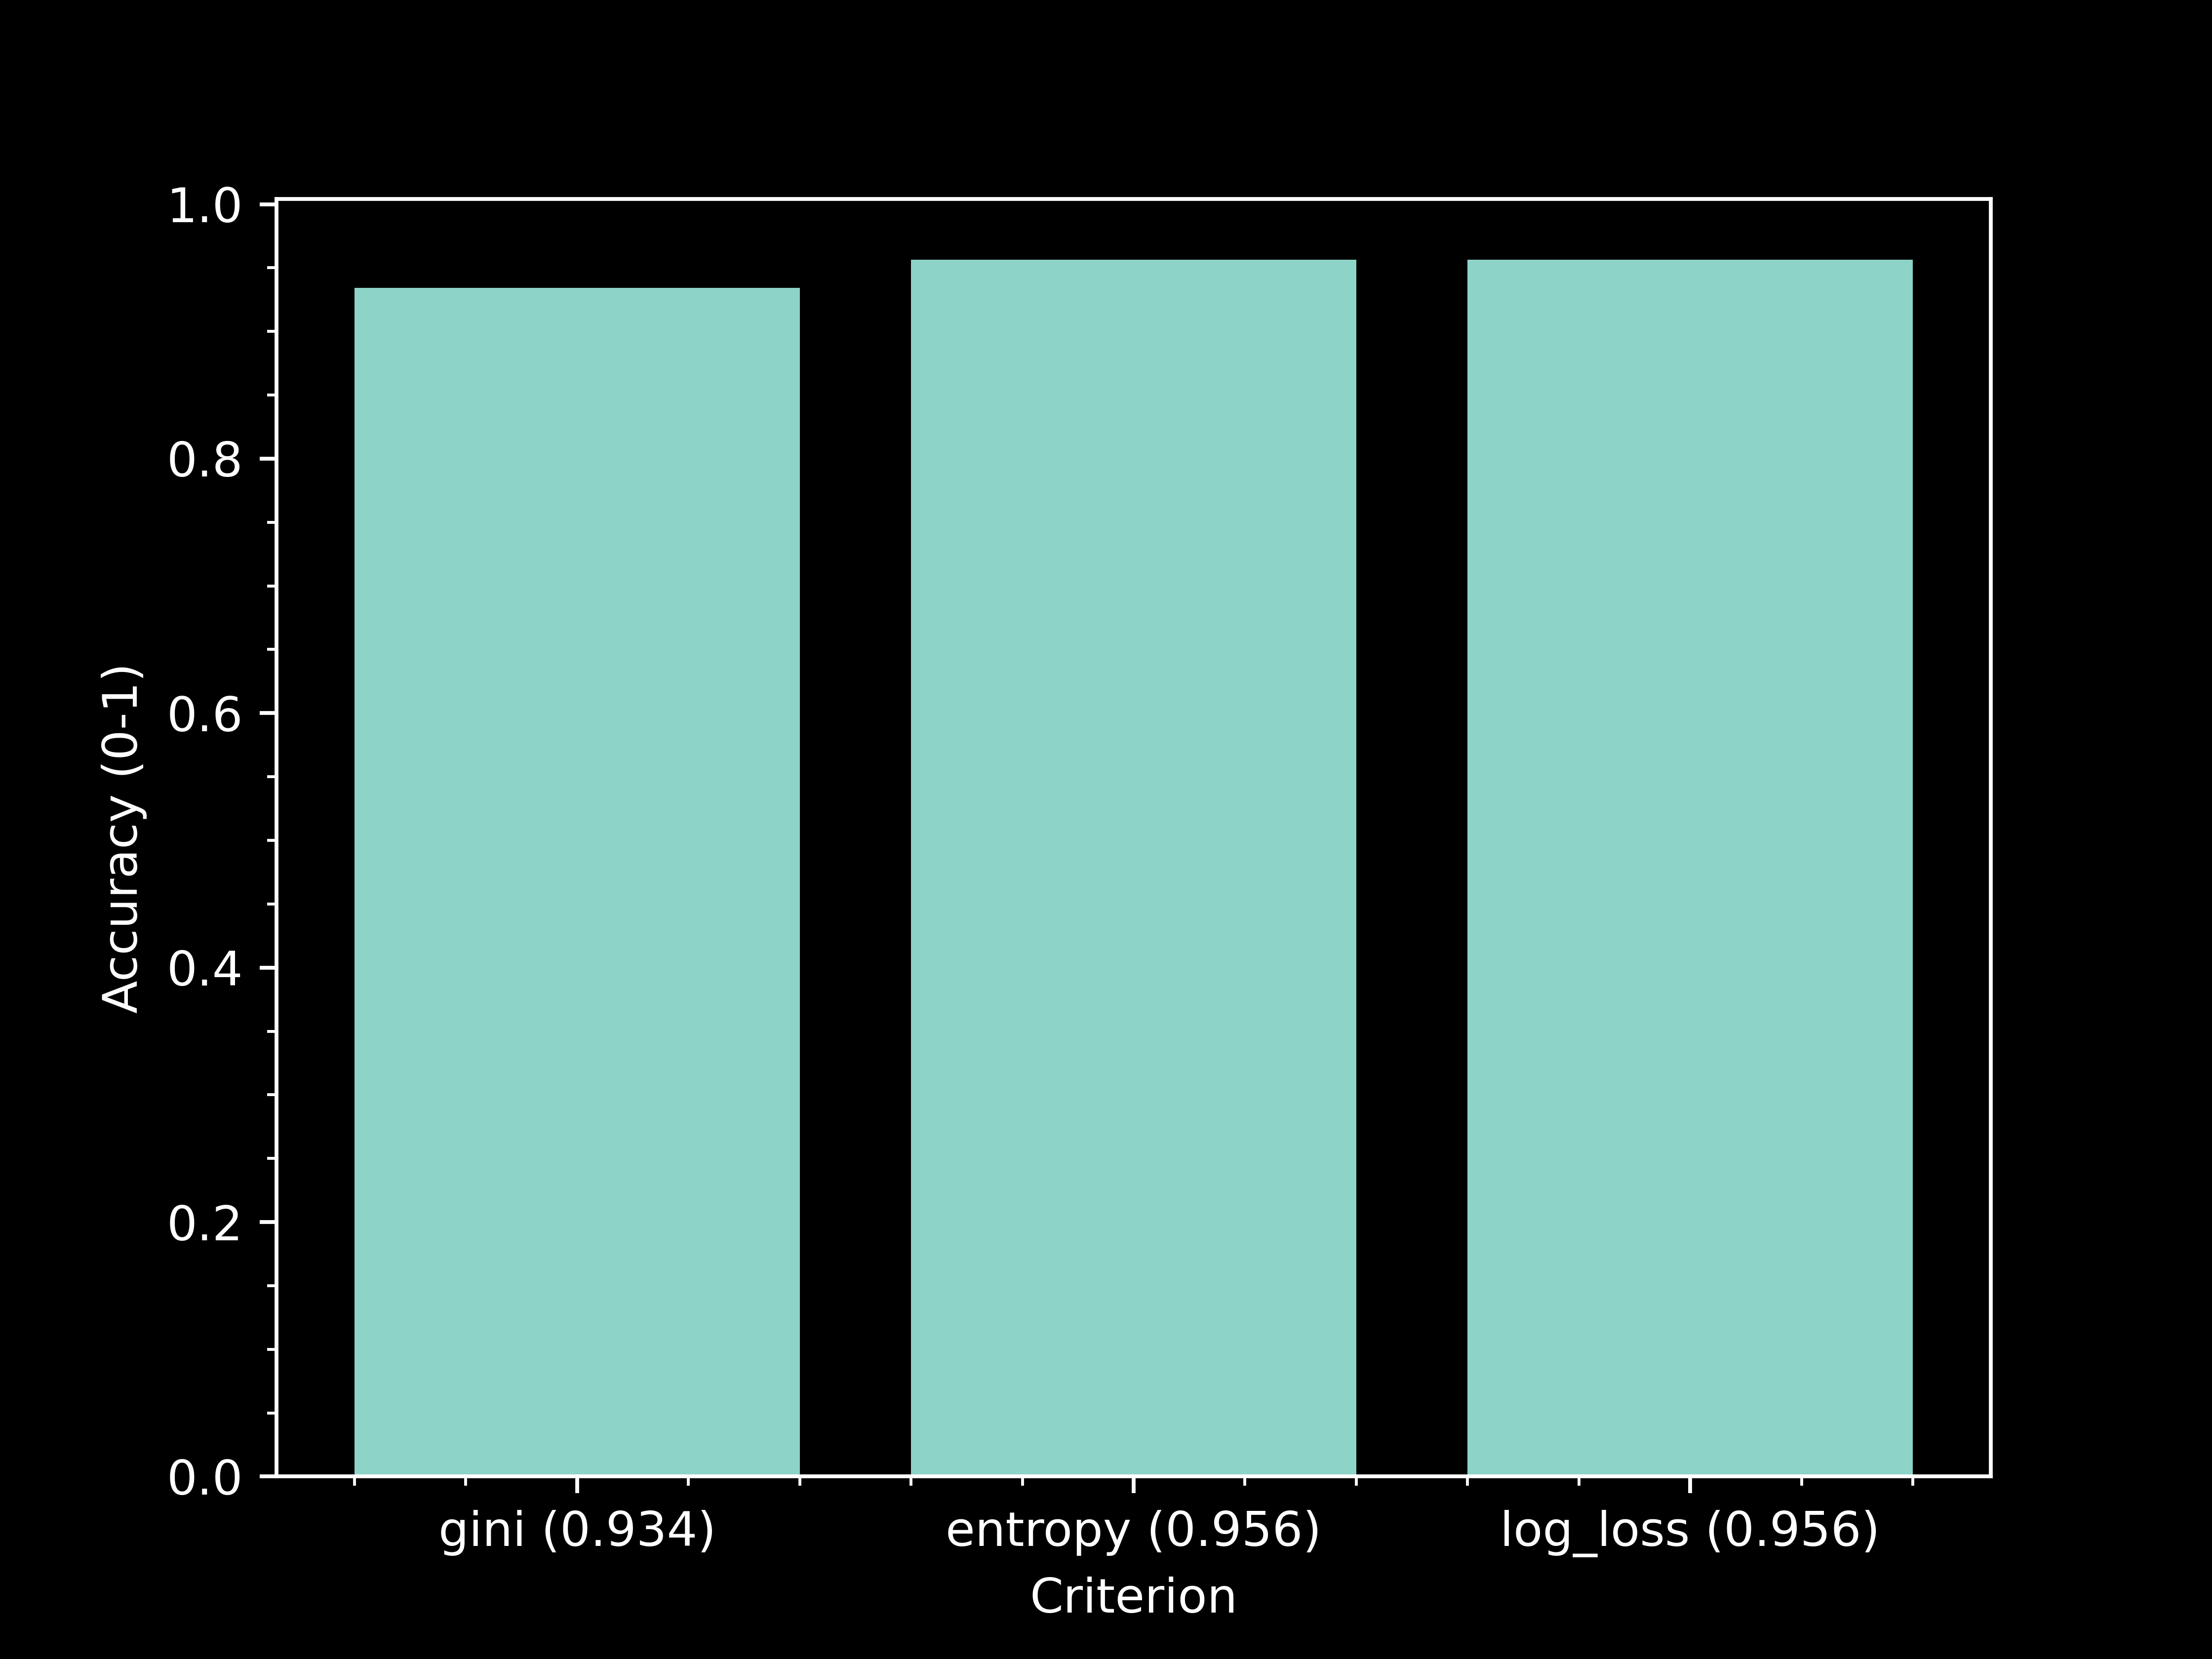 1.0
0.8
0.6
0.4
0.2
0.0
Accuracy (0-1)
gini (0.934)
entropy (0.956)
log_loss (0.956)
Criterion